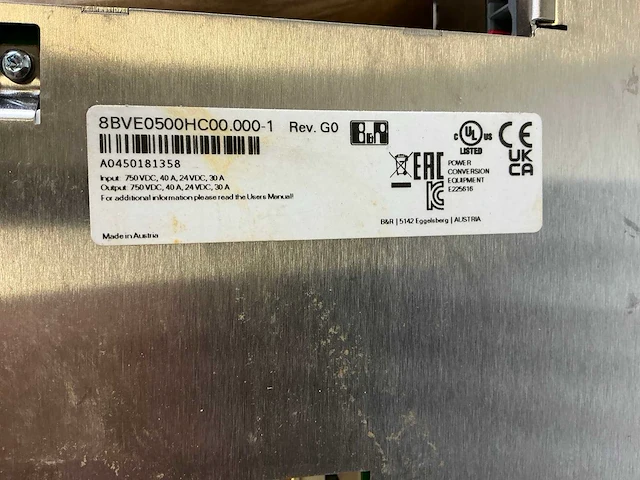 8BVE0500HC00.000-1 Rev. G0 B&R
A0450181358
Input: 750 VDC, 40 A, 24 VDC, 30 A
Output: 750 VDC, 40 A, 24 VDC, 30 A
For additional information please read the Users Manual!
Made in Austria
c UL US
LISTED
CE
UK
CA
EAC
POWER
CONVERSION
EQUIPMENT
E225616
B&R | 5142 Eggelsberg | AUSTRIA